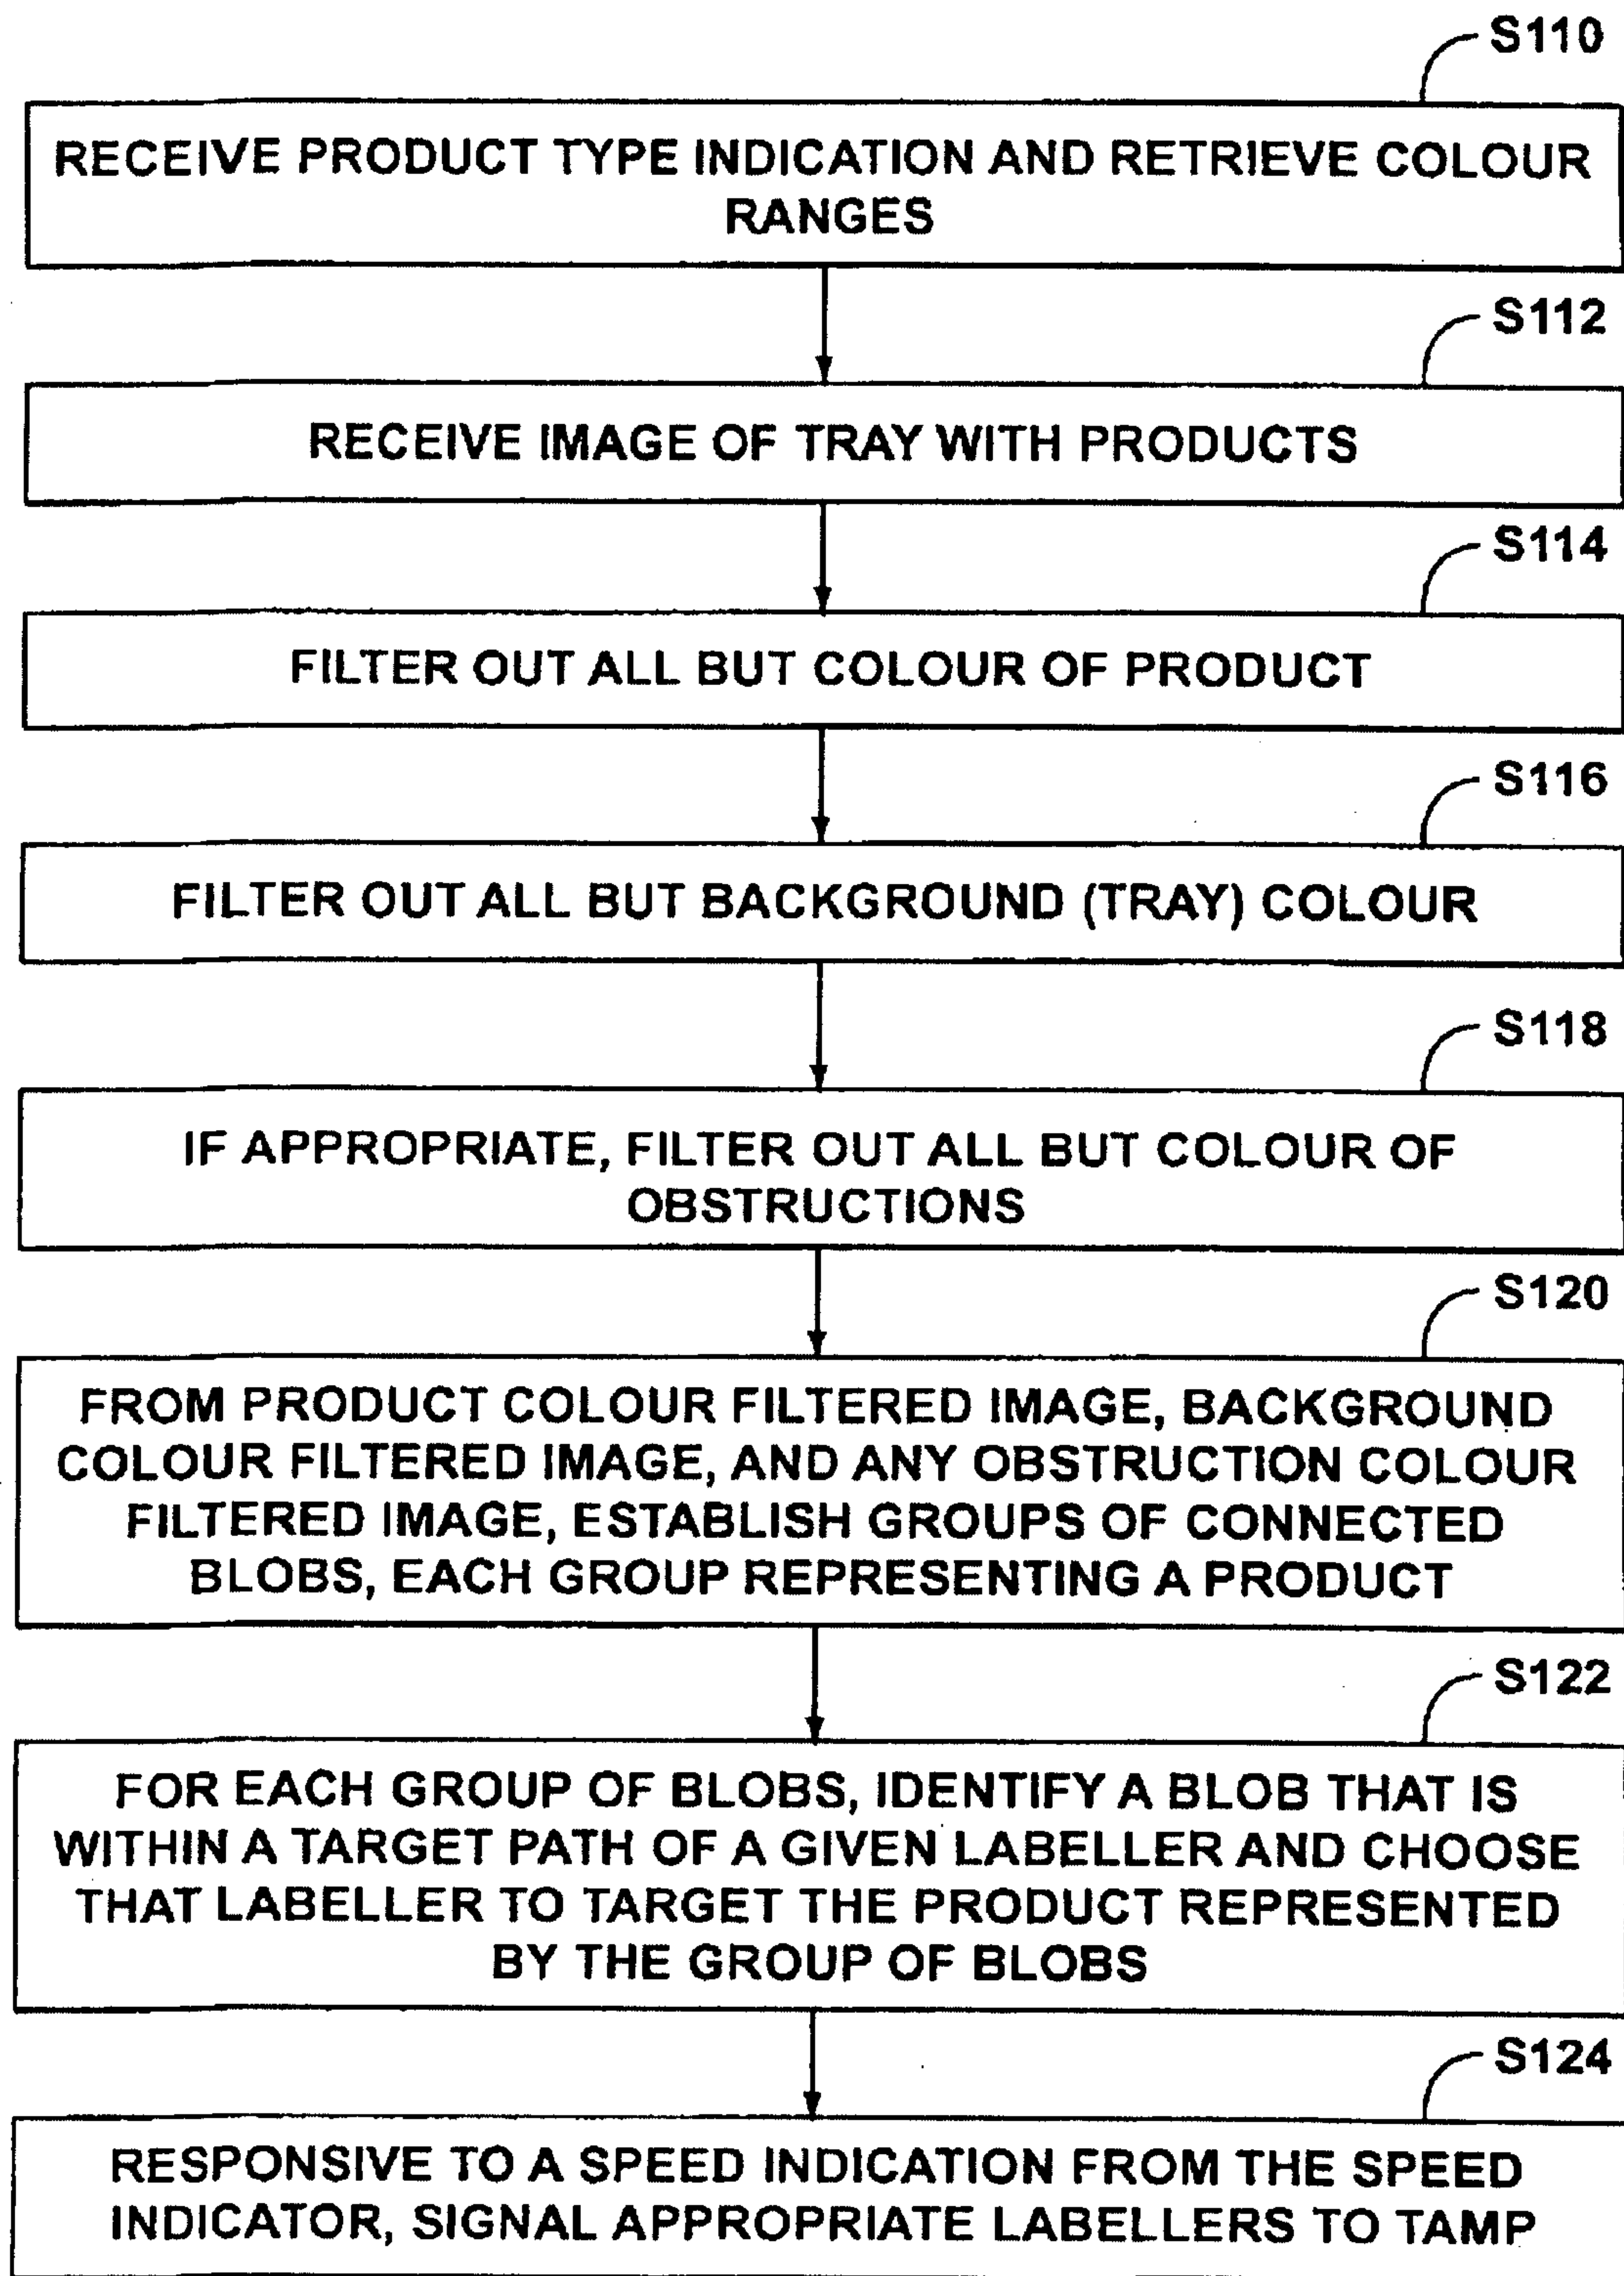 S110
RECEIVE PRODUCT TYPE INDICATION AND RETRIEVE COLOUR
RANGES
S112
RECEIVE IMAGE OF TRAY WITH PRODUCTS
S114
FILTER OUT ALL BUT COLOUR OF PRODUCT
S116
FILTER OUT ALL BUT BACKGROUND (TRAY) COLOUR
S118
IF APPROPRIATE, FILTER OUT ALL BUT COLOUR OF
OBSTRUCTIONS
S120
FROM PRODUCT COLOUR FILTERED IMAGE, BACKGROUND
COLOUR FILTERED IMAGE, AND ANY OBSTRUCTION COLOUR
FILTERED IMAGE, ESTABLISH GROUPS OF CONNECTED
BLOBS, EACH GROUP REPRESENTING A PRODUCT
S122
FOR EACH GROUP OF BLOBS, IDENTIFY A BLOB THAT IS
WITHIN A TARGET PATH OF A GIVEN LABELLER AND CHOOSE
THAT LABELLER TO TARGET THE PRODUCT REPRESENTED
BY THE GROUP OF BLOBS
S124
RESPONSIVE TO A SPEED INDICATION FROM THE SPEED
INDICATOR, SIGNAL APPROPRIATE LABELLERS TO TAMP